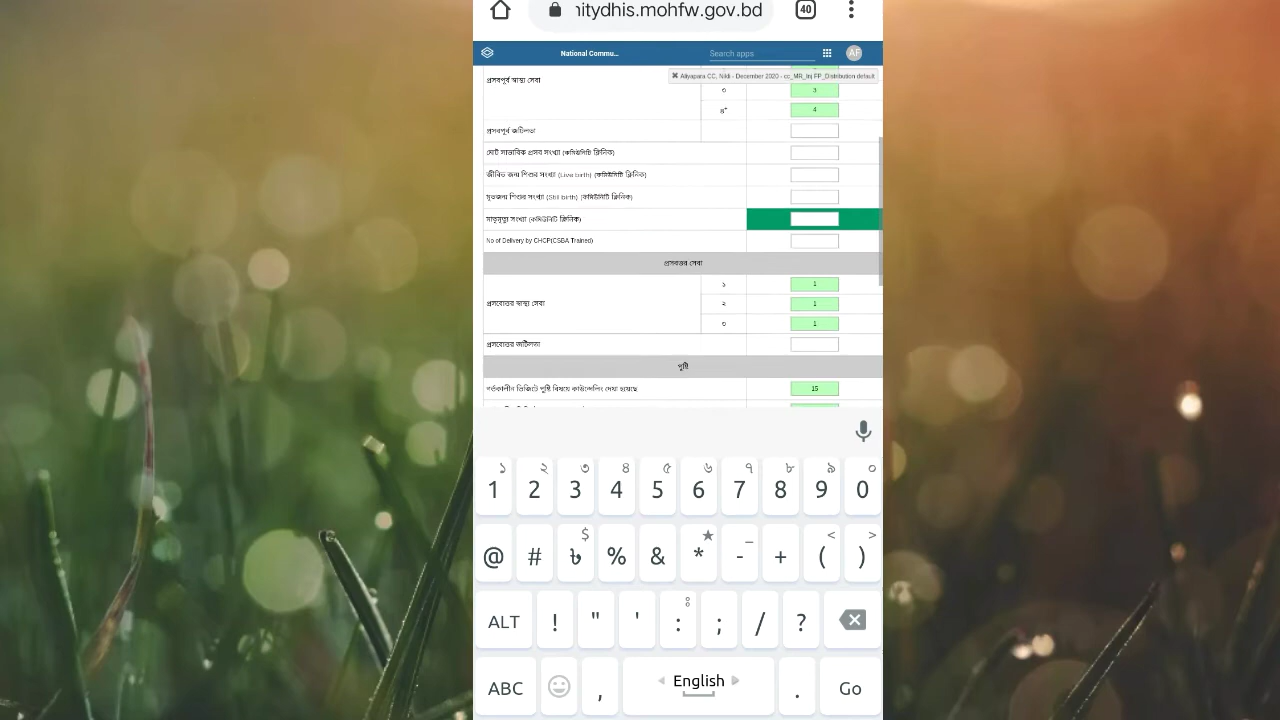 nitydhis.mohfw.gov.bd
40
National Commu...
Search apps
AF
প্রসবপূর্ব স্বাস্থ্য সেবা
✖ Aliyapara CC, Nikli - December 2020 - cc_MR_Inj FP_Distribution default
৩
3
৪+
4
প্রসবপূর্ব জটিলতা
মোট সাভাবিক প্রসব সংখ্যা (কমিউনিটি ক্লিনিক)
জীবিত জন্ম শিশুর সংখ্যা (Live birth) (কমিউনিটি ক্লিনিক)
মৃতজন্ম শিশুর সংখ্যা (Still birth) (কমিউনিটি ক্লিনিক)
মাতৃমৃত্যু সংখ্যা (কমিউনিটি ক্লিনিক)
No of Delivery by CHCP(CSBA Trained)
প্রসবত্তর সেবা
১
1
প্রসবোত্তর স্বাস্থ্য সেবা
২
1
৩
1
প্রসবোত্তর জটিলতা
পুষ্টি
গর্ভকালীন ভিজিটে পুষ্টি বিষয়ে কাউন্সেলিং দেয়া হয়েছে
15
১ ২ ৩ ৪ ৫ ৬ ৭ ৮ ৯ ০
1 2 3 4 5 6 7 8 9 0
$ ★ _ < >
@ # ৳ % & * - + ( )
ALT ! " ' : ; / ?
ABC , English . Go